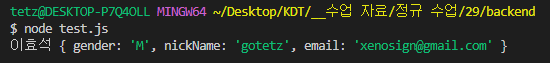 tetz@DESKTOP-P7Q4OLL MINGW64 ~/Desktop/KDT/__수업 자료/정규 수업/29/backend
$ node test.js
이효석 { gender: 'M', nickName: 'gotetz', email: 'xenosign@gmail.com' }